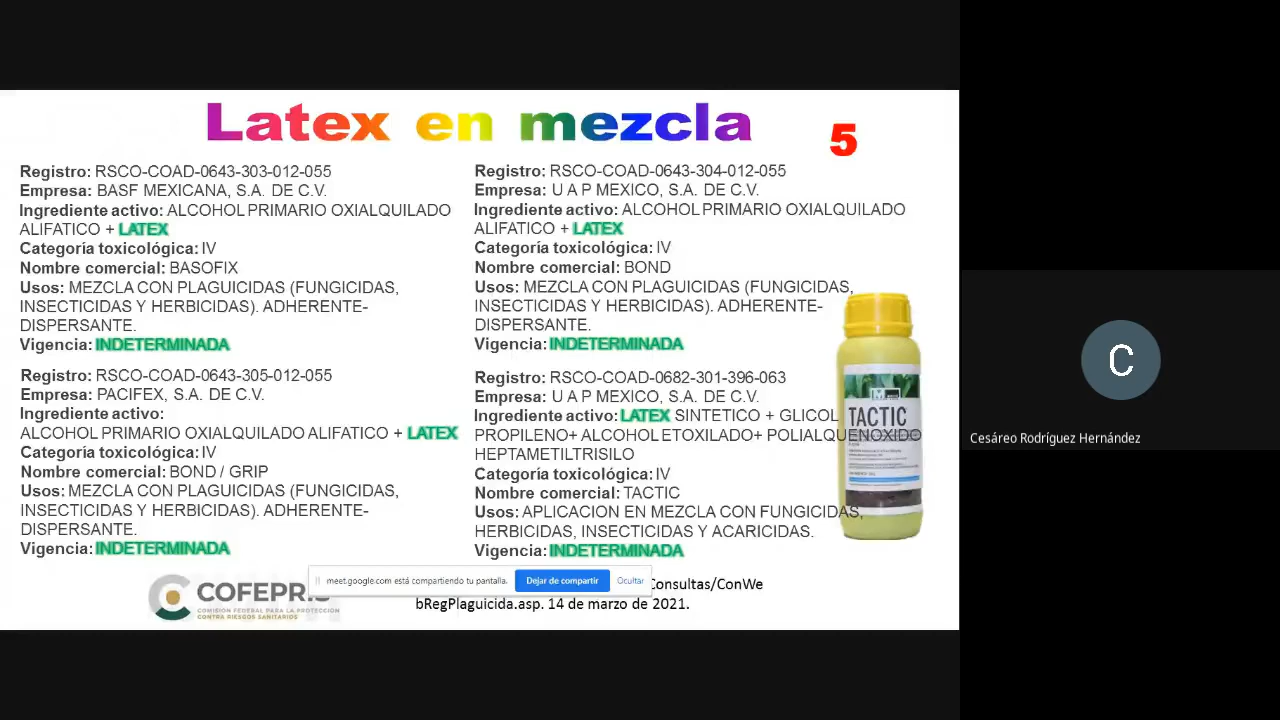 Latex en mezcla
5
Registro: RSCO-COAD-0643-303-012-055
Empresa: BASF MEXICANA, S.A. DE C.V.
Ingrediente activo: ALCOHOL PRIMARIO OXIALQUILADO
ALIFATICO + LATEX
Categoría toxicológica: IV
Nombre comercial: BASOFIX
Usos: MEZCLA CON PLAGUICIDAS (FUNGICIDAS,
INSECTICIDAS Y HERBICIDAS). ADHERENTE-
DISPERSANTE.
Vigencia: INDETERMINADA
Registro: RSCO-COAD-0643-305-012-055
Empresa: PACIFEX, S.A. DE C.V.
Ingrediente activo:
ALCOHOL PRIMARIO OXIALQUILADO ALIFATICO + LATEX
Categoría toxicológica: IV
Nombre comercial: BOND / GRIP
Usos: MEZCLA CON PLAGUICIDAS (FUNGICIDAS,
INSECTICIDAS Y HERBICIDAS). ADHERENTE-
DISPERSANTE.
Vigencia: INDETERMINADA
Registro: RSCO-COAD-0643-304-012-055
Empresa: U A P MEXICO, S.A. DE C.V.
Ingrediente activo: ALCOHOL PRIMARIO OXIALQUILADO
ALIFATICO + LATEX
Categoría toxicológica: IV
Nombre comercial: BOND
Usos: MEZCLA CON PLAGUICIDAS (FUNGICIDAS,
INSECTICIDAS Y HERBICIDAS). ADHERENTE-
DISPERSANTE.
Vigencia: INDETERMINADA
Registro: RSCO-COAD-0682-301-396-063
Empresa: U A P MEXICO, S.A. DE C.V.
Ingrediente activo: LATEX SINTETICO + GLICOL
PROPILENO+ ALCOHOL ETOXILADO+ POLIALQUENOXIDO
HEPTAMETILTRISILO
Categoría toxicológica: IV
Nombre comercial: TACTIC
Usos: APLICACION EN MEZCLA CON FUNGICIDAS,
HERBICIDAS, INSECTICIDAS Y ACARICIDAS.
Vigencia: INDETERMINADA
TACTIC
COFEPRIS
COMISIÓN FEDERAL PARA LA PROTECCIÓN
CONTRA RIESGOS SANITARIOS
meet.google.com está compartiendo tu pantalla.
Dejar de compartir
Ocultar
Consultas/ConWe
bRegPlaguicida.asp. 14 de marzo de 2021.
C
Cesáreo Rodríguez Hernández